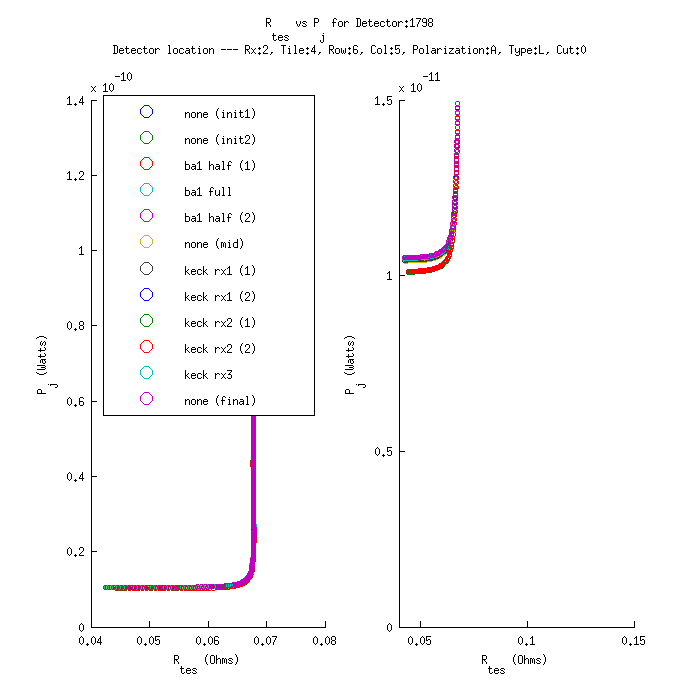 R vs P for Detector:1798
tes j
Detector location --- Rx:2, Tile:4, Row:6, Col:5, Polarization:A, Type:L, Cut:0
x 10^-10
x 10^-11
1.4
1.2
1
0.8
0.6
0.4
0.2
0
0.04 0.05 0.06 0.07 0.08
P_j (Watts)
R_tes (Ohms)
none (init1)
none (init2)
ba1 half (1)
ba1 full
ba1 half (2)
none (mid)
keck rx1 (1)
keck rx1 (2)
keck rx2 (1)
keck rx2 (2)
keck rx3
none (final)
1.5
1
0.5
0
0.05 0.1 0.15
P_j (Watts)
R_tes (Ohms)